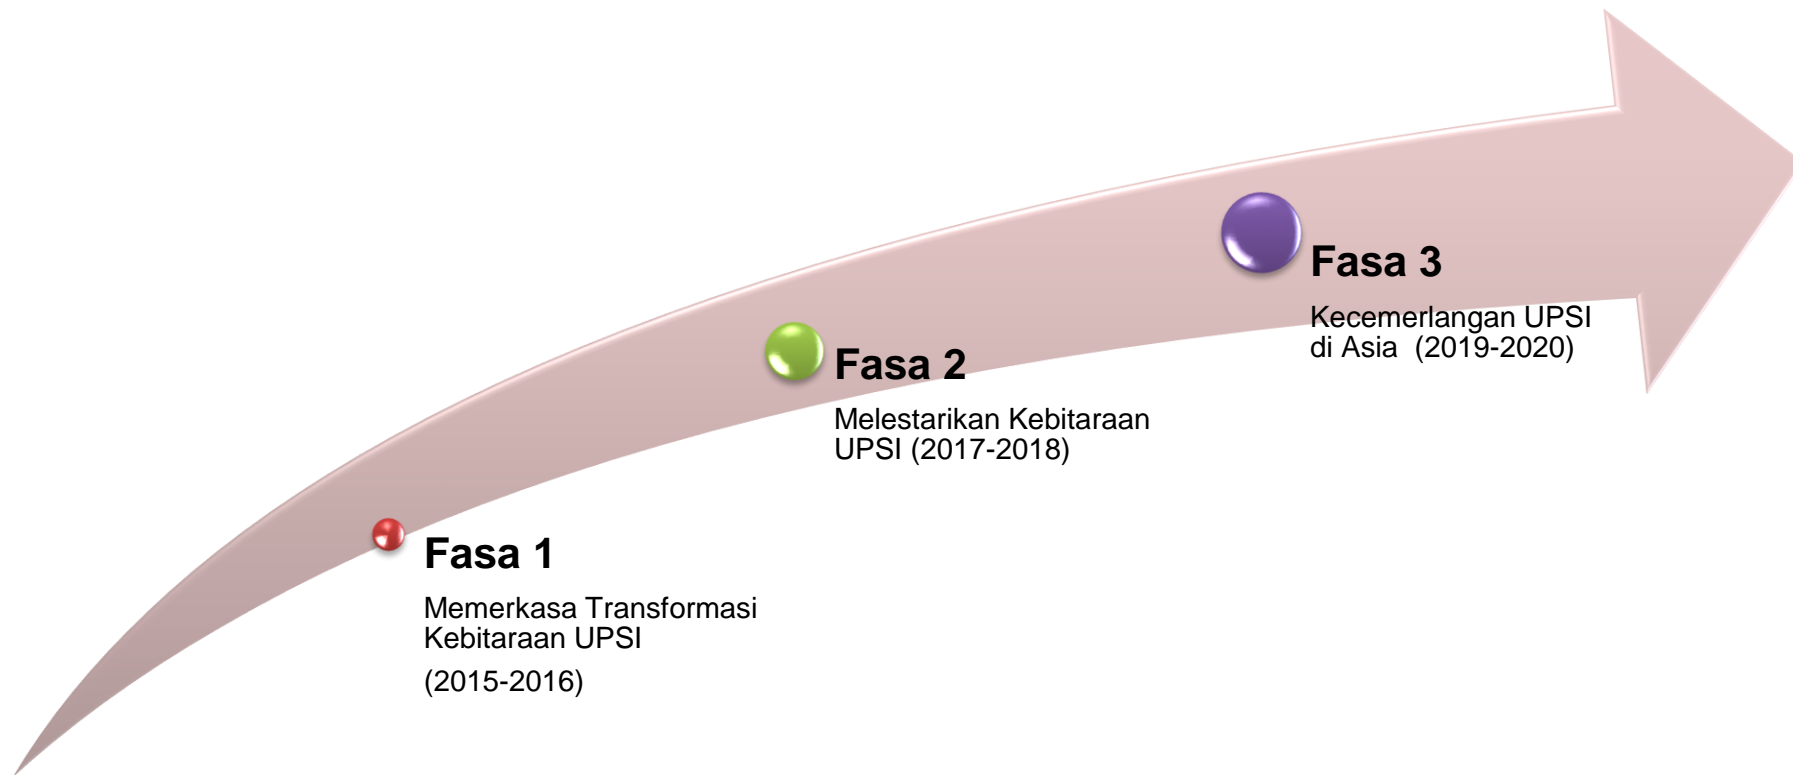 Fasa 1
Memerkasa Transformasi
Kebitaraan UPSI
(2015-2016)
Fasa 2
Melestarikan Kebitaraan
UPSI (2017-2018)
Fasa 3
Kecemerlangan UPSI
di Asia  (2019-2020)